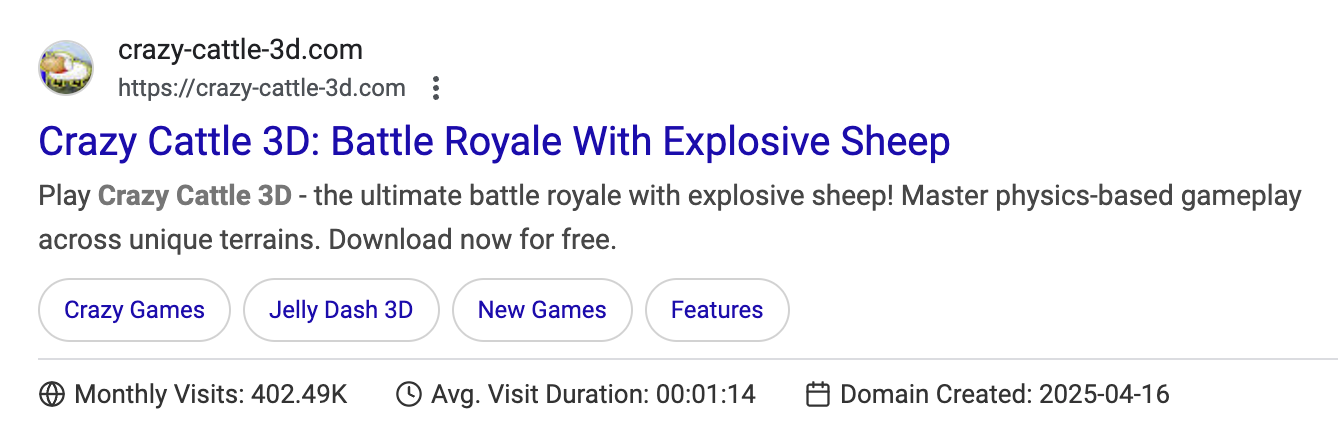 crazy-cattle-3d.com
https://crazy-cattle-3d.com
Crazy Cattle 3D: Battle Royale With Explosive Sheep
Play Crazy Cattle 3D - the ultimate battle royale with explosive sheep! Master physics-based gameplay
across unique terrains. Download now for free.
Crazy Games Jelly Dash 3D New Games Features
Monthly Visits: 402.49K Avg. Visit Duration: 00:01:14 Domain Created: 2025-04-16